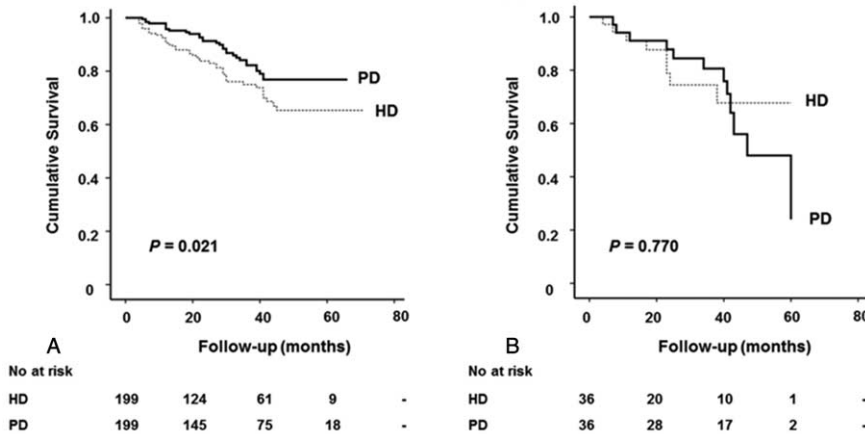 1.0
0.8
0.6
0.4
0.2
0
Cumulative Survival
PD
HD
P = 0.021
0 20 40 60 80
Follow-up (months)
A
No at risk
HD 199 124 61 9 -
PD 199 145 75 18 -
1.0
0.8
0.6
0.4
0.2
0
Cumulative Survival
HD
PD
P = 0.770
0 20 40 60 80
Follow-up (months)
B
No at risk
HD 36 20 10 1 -
PD 36 28 17 2 -